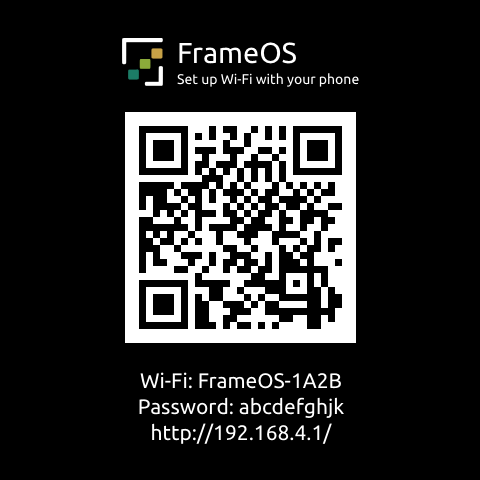 FrameOS
Set up Wi-Fi with your phone
Wi-Fi: FrameOS-1A2B
Password: abcdefghjk
http://192.168.4.1/